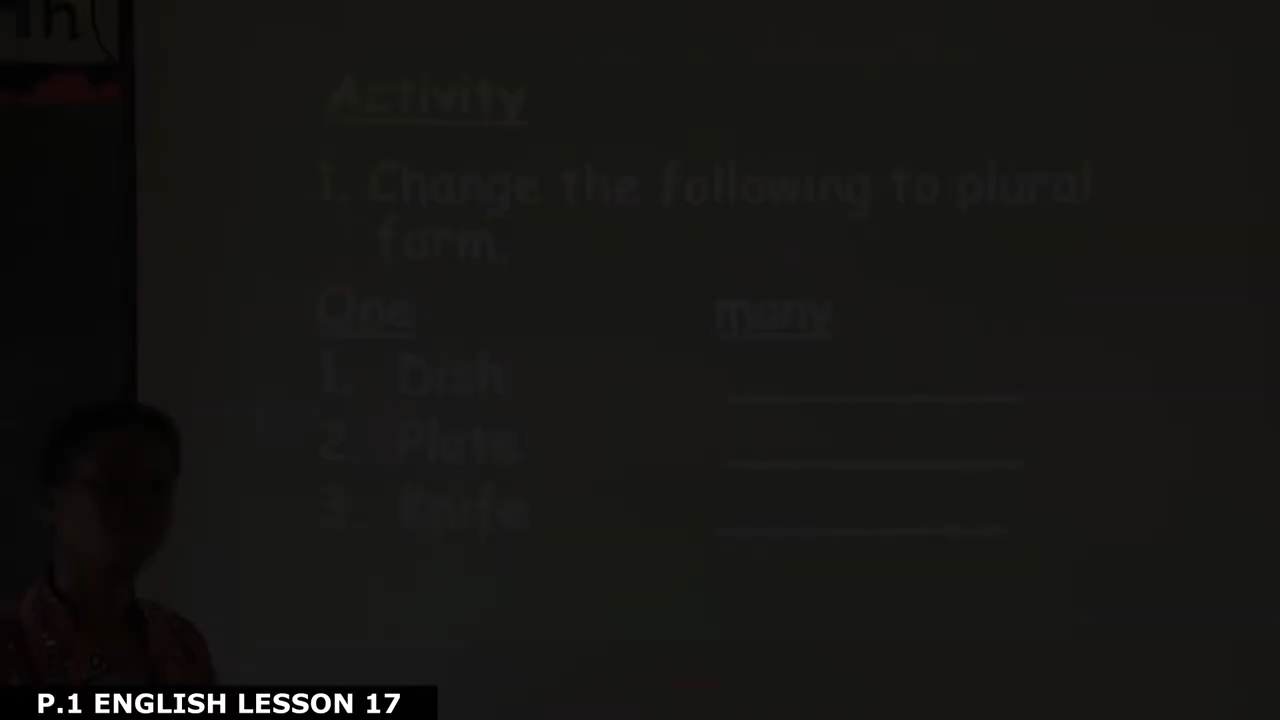 Th
Activity
1. Change the following to plural
form.
One many
1. Dish
2. Plate
3. Knife
P.1 ENGLISH LESSON 17